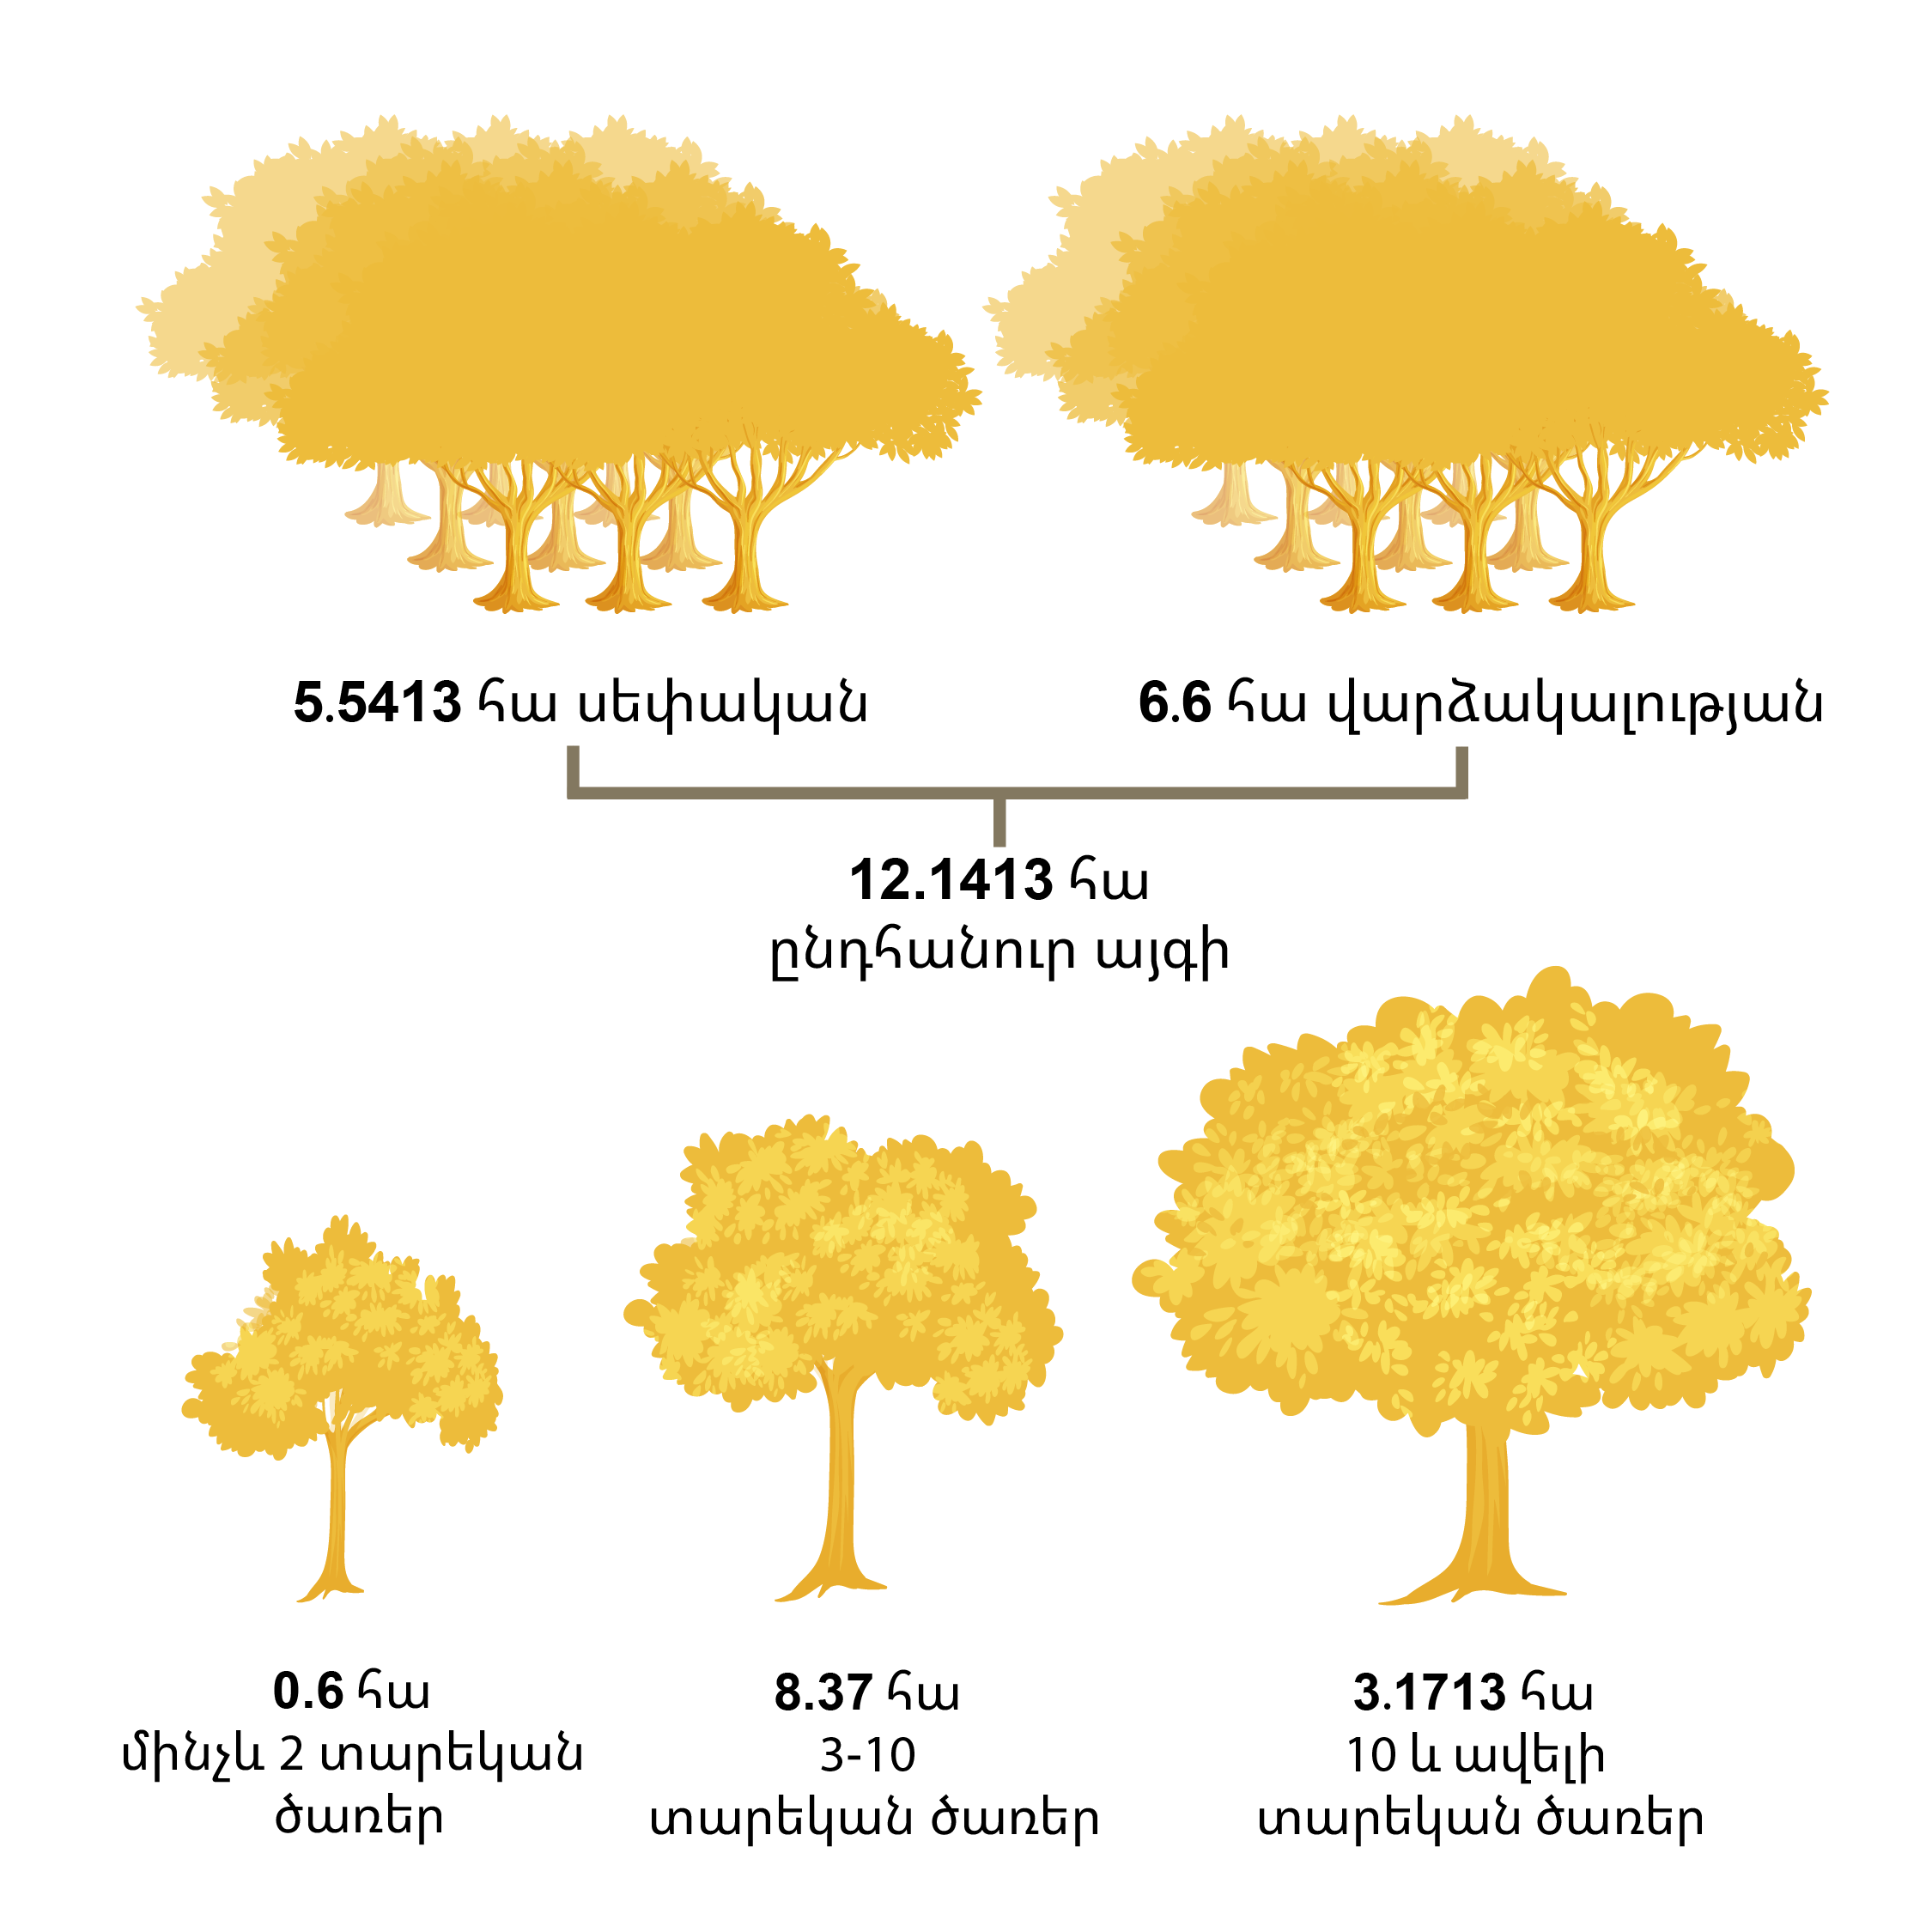 5.5413 հա սեփական
6.6 հա վարձակալության
12.1413 հա
ընդհանուր այգի
0.6 հա
մինչև 2 տարեկան
ծառեր
8.37 հա
3-10
տարեկան ծառեր
3.1713 հա
10 և ավելի
տարեկան ծառեր